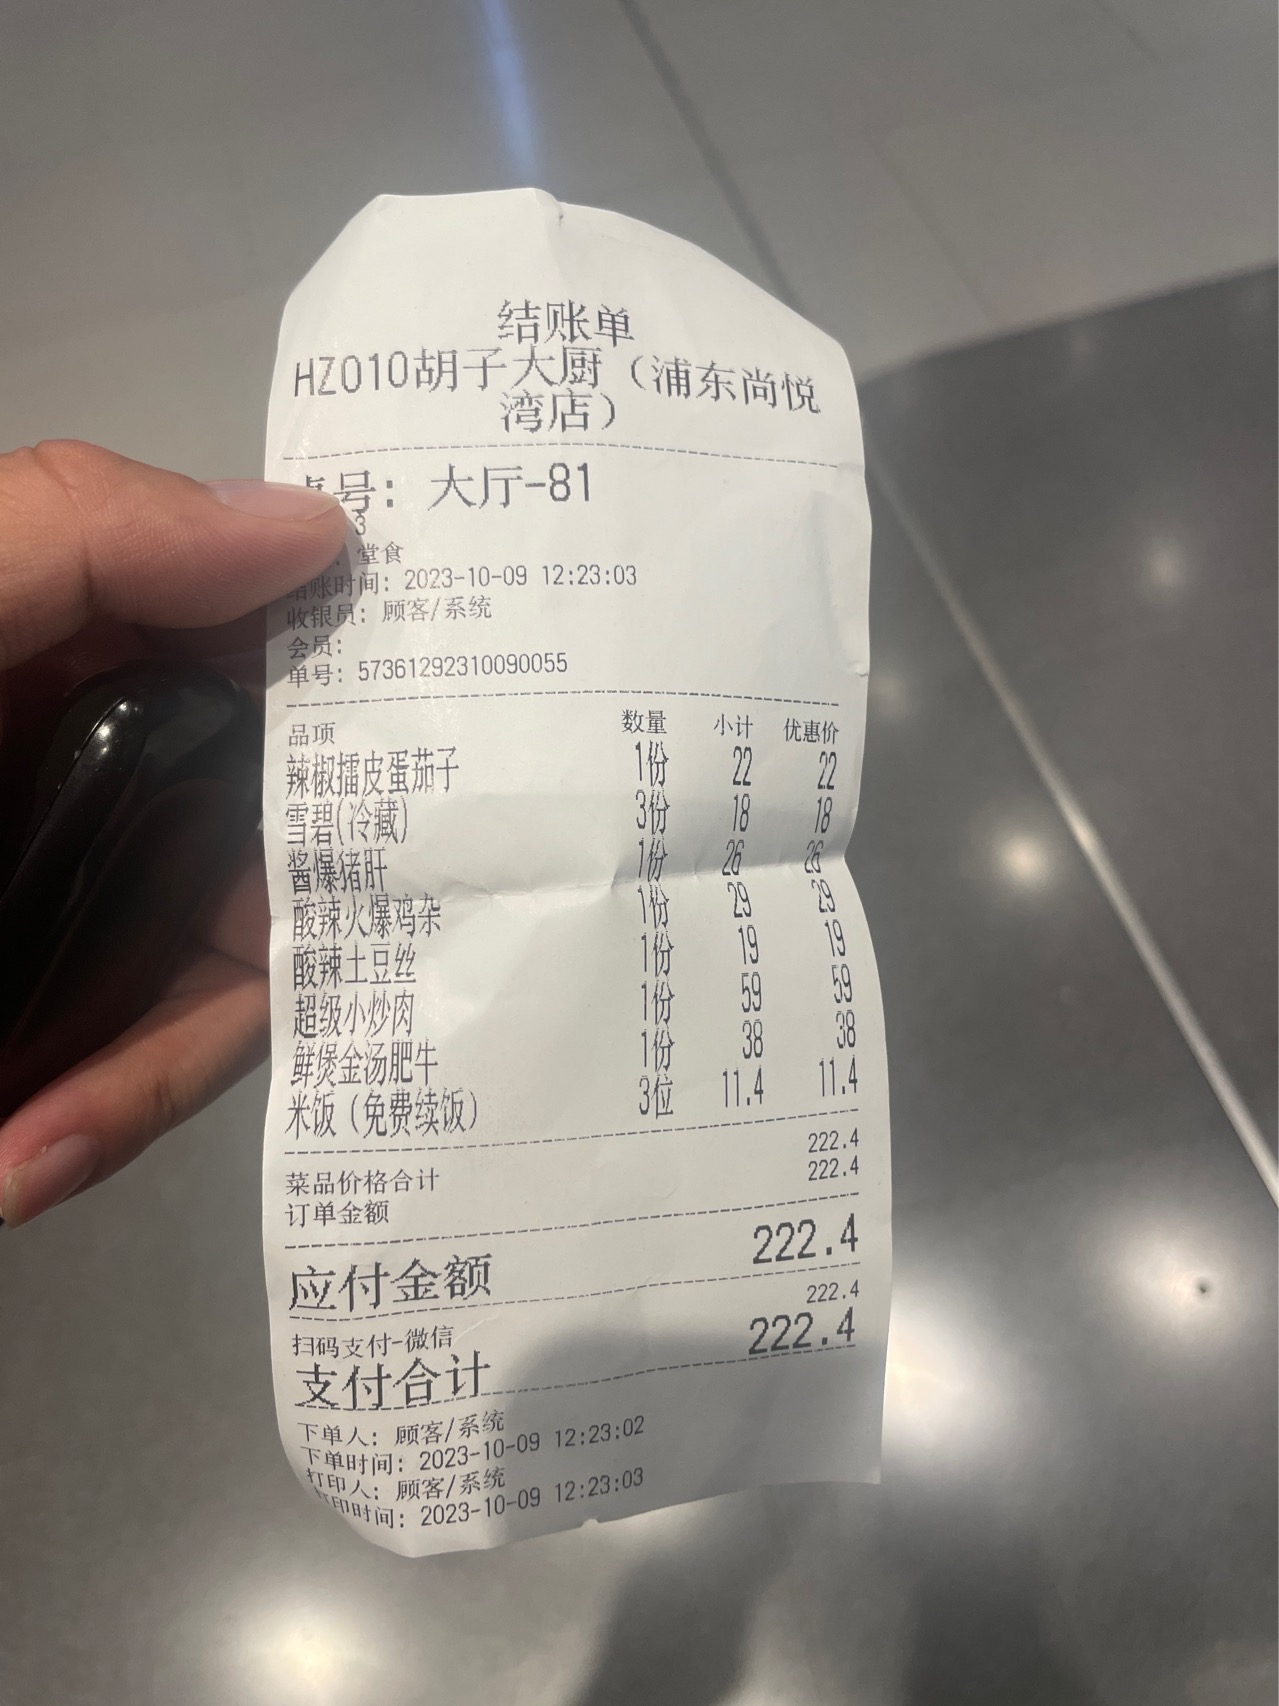 结账单
HZ010胡子大厨（浦东尚悦
湾店）
号：大厅-81
3
堂食
结账时间：2023-10-09 12:23:03
收银员：顾客/系统
会员：
单号：57361292310090055
品项 数量 小计 优惠价
辣椒擂皮蛋茄子 1份 22 22
雪碧(冷藏) 3份 18 18
酱爆猪肝 1份 26 26
酸辣火爆鸡杂 1份 29 29
酸辣土豆丝 1份 19 19
超级小炒肉 1份 59 59
鲜煲金汤肥牛 1份 38 38
米饭（免费续饭） 3位 11.4 11.4
菜品价格合计 222.4
订单金额 222.4
应付金额 222.4
扫码支付-微信 222.4
支付合计 222.4
下单人：顾客/系统
下单时间：2023-10-09 12:23:02
打印人：顾客/系统
打印时间：2023-10-09 12:23:03